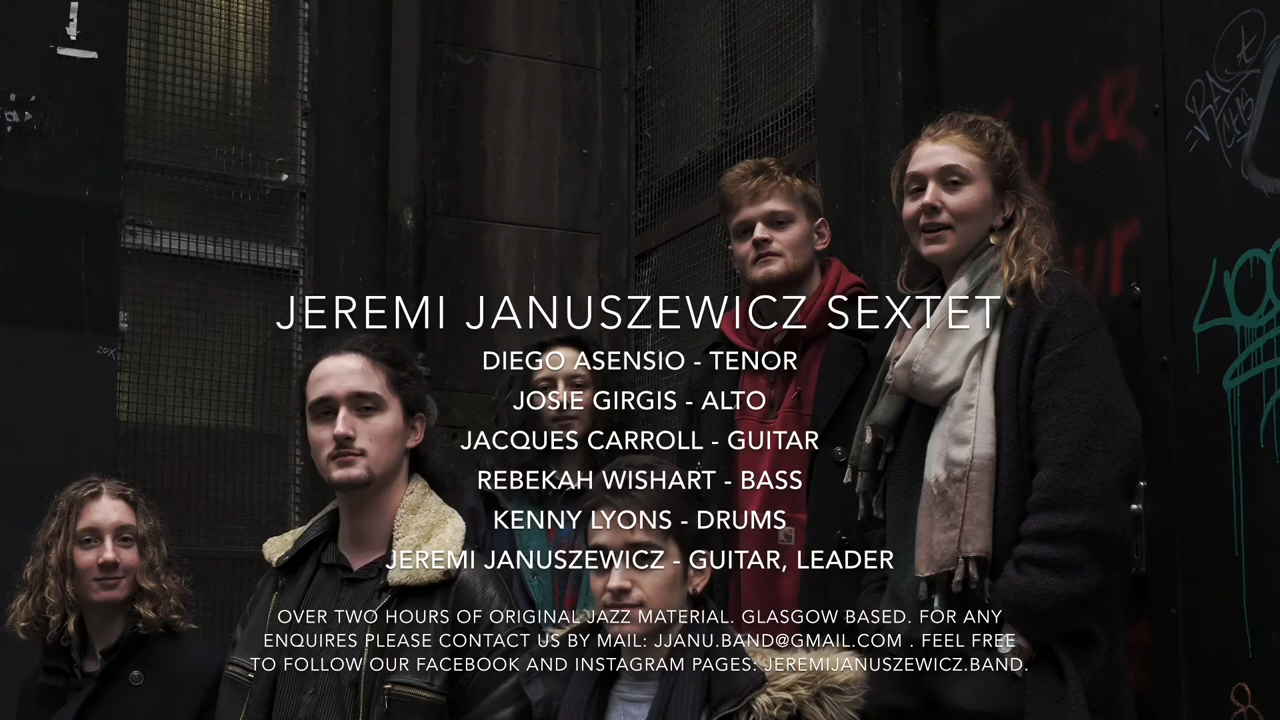 JEREMI JANUSZEWICZ SEXTET
DIEGO ASENSIO - TENOR
JOSIE GIRGIS - ALTO
JACQUES CARROLL - GUITAR
REBEKAH WISHART - BASS
KENNY LYONS - DRUMS
JEREMI JANUSZEWICZ - GUITAR, LEADER
OVER TWO HOURS OF ORIGINAL JAZZ MATERIAL. GLASGOW BASED. FOR ANY
ENQUIRES PLEASE CONTACT US BY MAIL: JJANU.BAND@GMAIL.COM . FEEL FREE
TO FOLLOW OUR FACEBOOK AND INSTAGRAM PAGES: JEREMIJANUSZEWICZ.BAND.